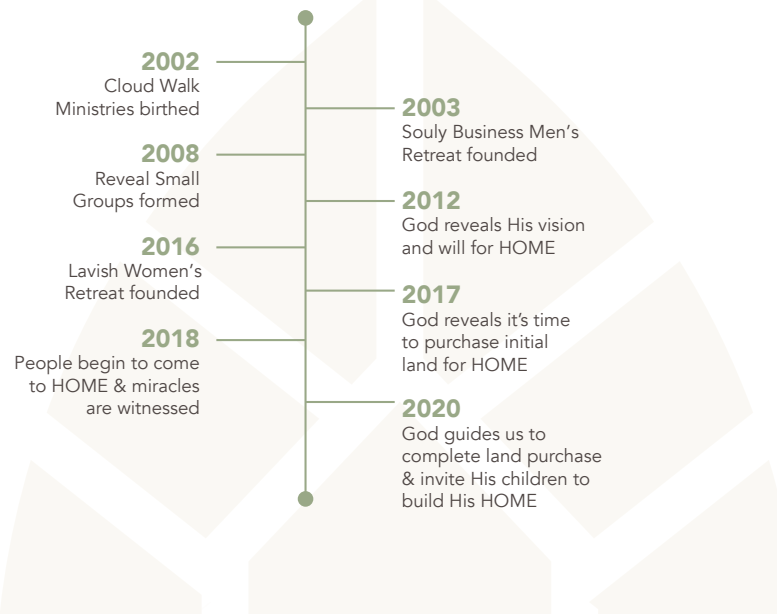 2002
Cloud Walk
Ministries birthed
2003
Souly Business Men's
Retreat founded
2008
Reveal Small
Groups formed
2012
God reveals His vision
and will for HOME
2016
Lavish Women's
Retreat founded
2017
God reveals it's time
to purchase initial
land for HOME
2018
People begin to come
to HOME & miracles
are witnessed
2020
God guides us to
complete land purchase
& invite His children to
build His HOME